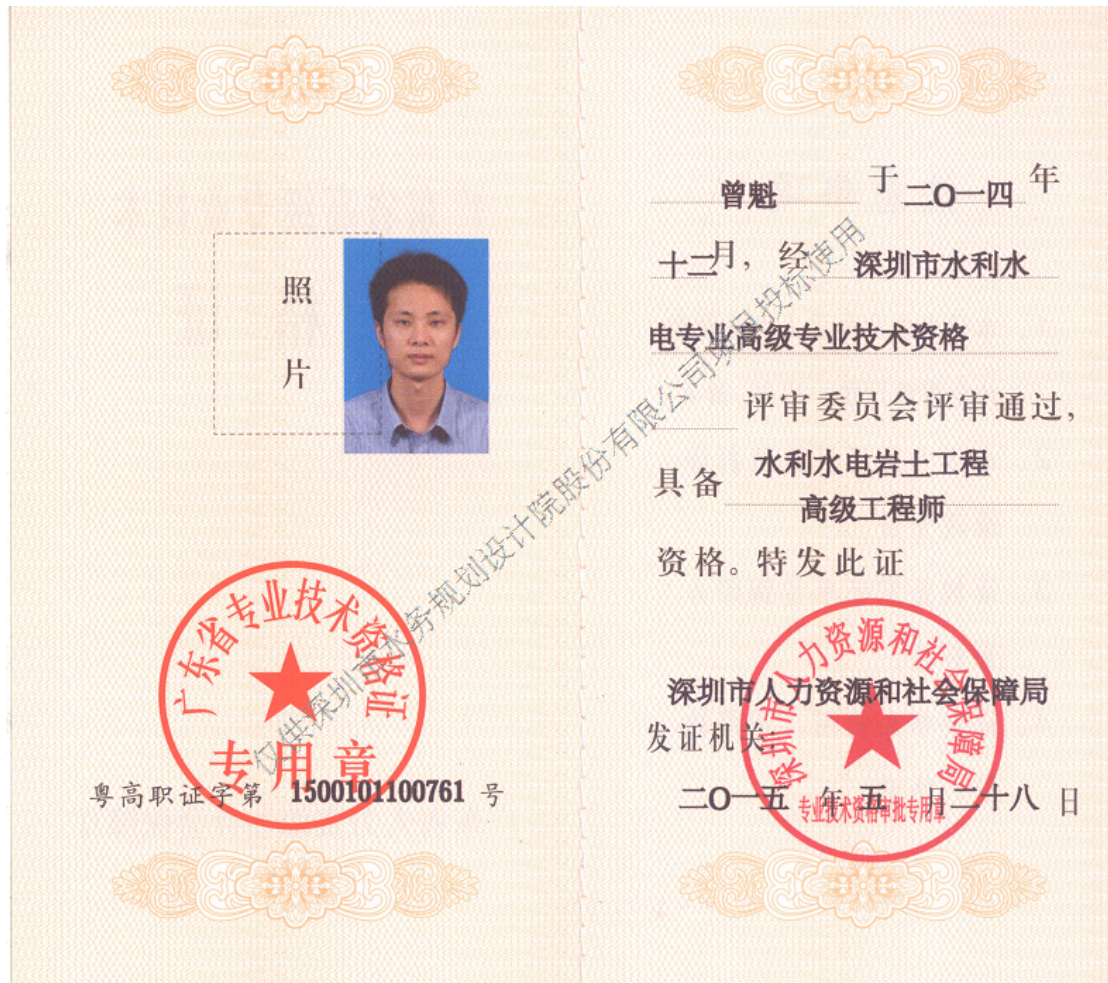 照
片
广东省专业技术资格证
专用章
粤高职证字第 1500101100761 号
曾魁 于 二O一四 年
十二月，经 深圳市水利水
电专业高级专业技术资格
评审委员会评审通过，
具备 水利水电岩土工程
高级工程师
资格。特发此证
深圳市人力资源和社会保障局
发证机关：
二O一五 年 五 月二十八 日
深圳市人力资源和社会保障局
专业技术资格审批专用章
仅供深圳市水务规划设计院股份有限公司项目投标使用